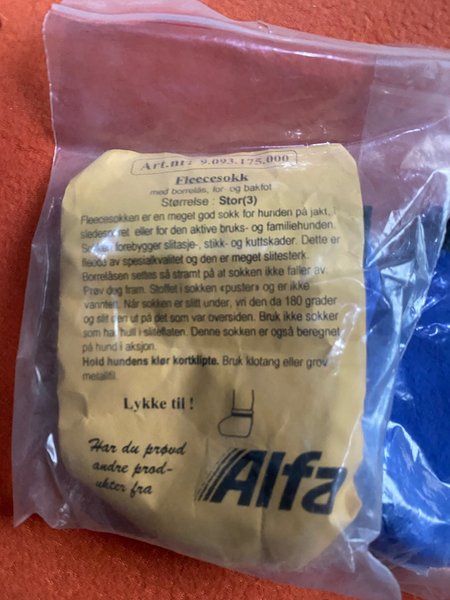 Art.nr: 9.093.175,000
Fleecesokk
med borrelås, for- og bakfot
Størrelse : Stor(3)
Fleecesokken er en meget god sokk for hunden på jakt, i
sledesporet eller for den aktive bruks- og familiehunden.
Sokken forebygger slitasje-, stikk- og kuttskader. Dette er
fleece av spesialkvalitet og den er meget slitesterk.
Borrelåsen settes så stramt på at sokken ikke faller av.
Prøv deg fram. Stoffet i sokken «puster» og er ikke
vanntett. Når sokken er slitt under, vri den da 180 grader
og slit den ut på det som var oversiden. Bruk ikke sokker
som har hull i sliteflaten. Denne sokken er også beregnet
på hund i aksjon.
Hold hundens klør kortklipte. Bruk klotang eller grov
metallfil.
Lykke til !
Har du prøvd
andre prod-
ukter fra
Alfa